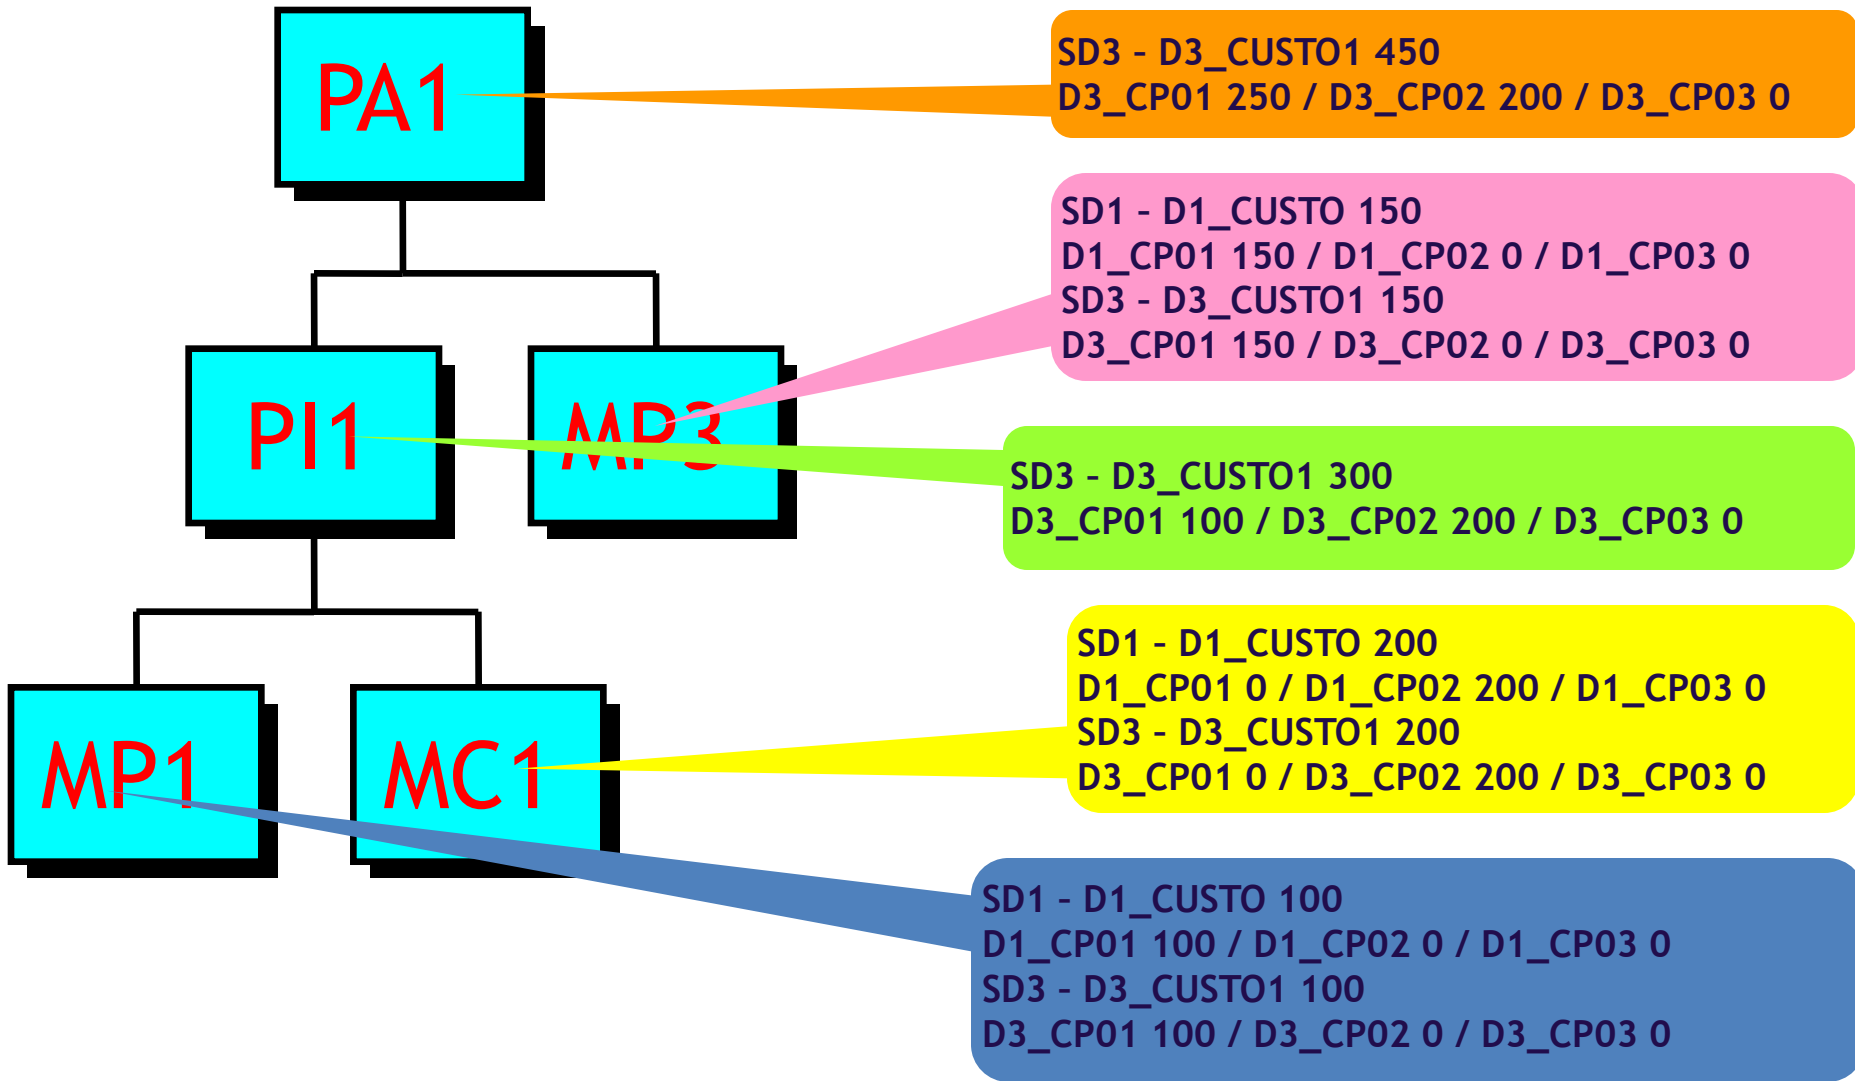 PA1
SD3 – D3_CUSTO1 450
D3_CP01 250 / D3_CP02 200 / D3_CP03 0
SD1 – D1_CUSTO 150
D1_CP01 150 / D1_CP02 0 / D1_CP03 0
SD3 – D3_CUSTO1 150
D3_CP01 150 / D3_CP02 0 / D3_CP03 0
PI1
MP3
SD3 – D3_CUSTO1 300
D3_CP01 100 / D3_CP02 200 / D3_CP03 0
SD1 – D1_CUSTO 200
D1_CP01 0 / D1_CP02 200 / D1_CP03 0
SD3 – D3_CUSTO1 200
D3_CP01 0 / D3_CP02 200 / D3_CP03 0
MP1
MC1
SD1 – D1_CUSTO 100
D1_CP01 100 / D1_CP02 0 / D1_CP03 0
SD3 – D3_CUSTO1 100
D3_CP01 100 / D3_CP02 0 / D3_CP03 0